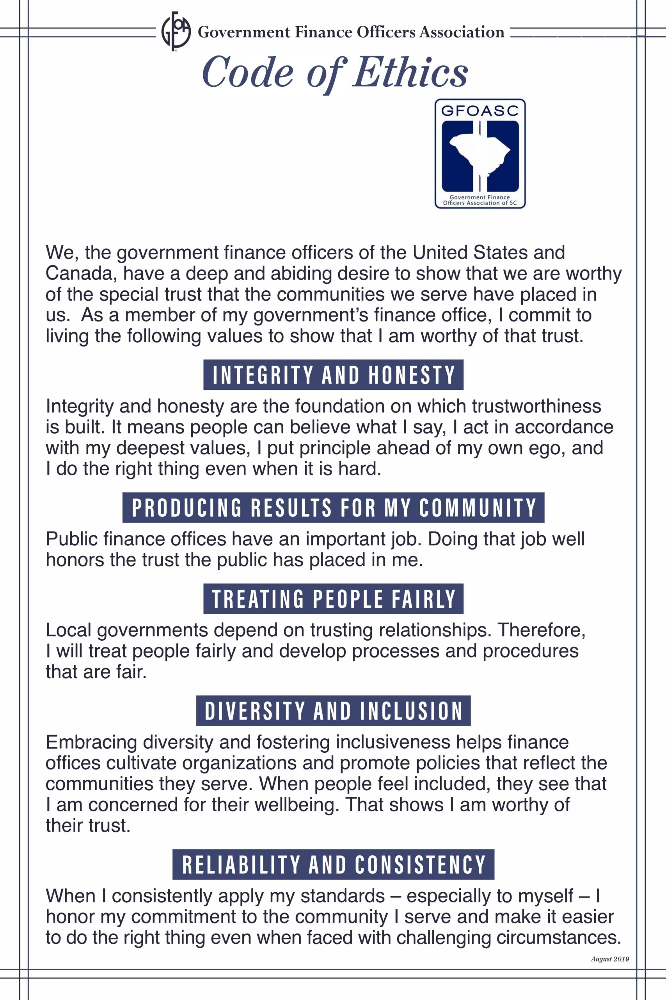 Government Finance Officers Association
Code of Ethics
GFOASC
Government Finance
Officers Association of SC
We, the government finance officers of the United States and
Canada, have a deep and abiding desire to show that we are worthy
of the special trust that the communities we serve have placed in
us.  As a member of my government’s finance office, I commit to
living the following values to show that I am worthy of that trust.
INTEGRITY AND HONESTY
Integrity and honesty are the foundation on which trustworthiness
is built. It means people can believe what I say, I act in accordance
with my deepest values, I put principle ahead of my own ego, and
I do the right thing even when it is hard.
PRODUCING RESULTS FOR MY COMMUNITY
Public finance offices have an important job. Doing that job well
honors the trust the public has placed in me.
TREATING PEOPLE FAIRLY
Local governments depend on trusting relationships. Therefore,
I will treat people fairly and develop processes and procedures
that are fair.
DIVERSITY AND INCLUSION
Embracing diversity and fostering inclusiveness helps finance
offices cultivate organizations and promote policies that reflect the
communities they serve. When people feel included, they see that
I am concerned for their wellbeing. That shows I am worthy of
their trust.
RELIABILITY AND CONSISTENCY
When I consistently apply my standards – especially to myself – I
honor my commitment to the community I serve and make it easier
to do the right thing even when faced with challenging circumstances.
August 2019